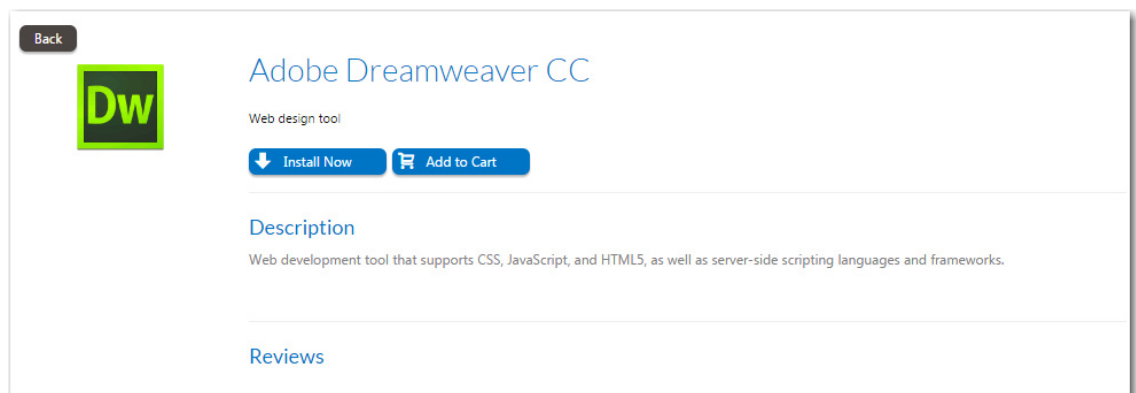 Back
Adobe Dreamweaver CC
Dw
Web design tool
Install Now
Add to Cart
Description
Web development tool that supports CSS, JavaScript, and HTML5, as well as server-side scripting languages and frameworks.
Reviews